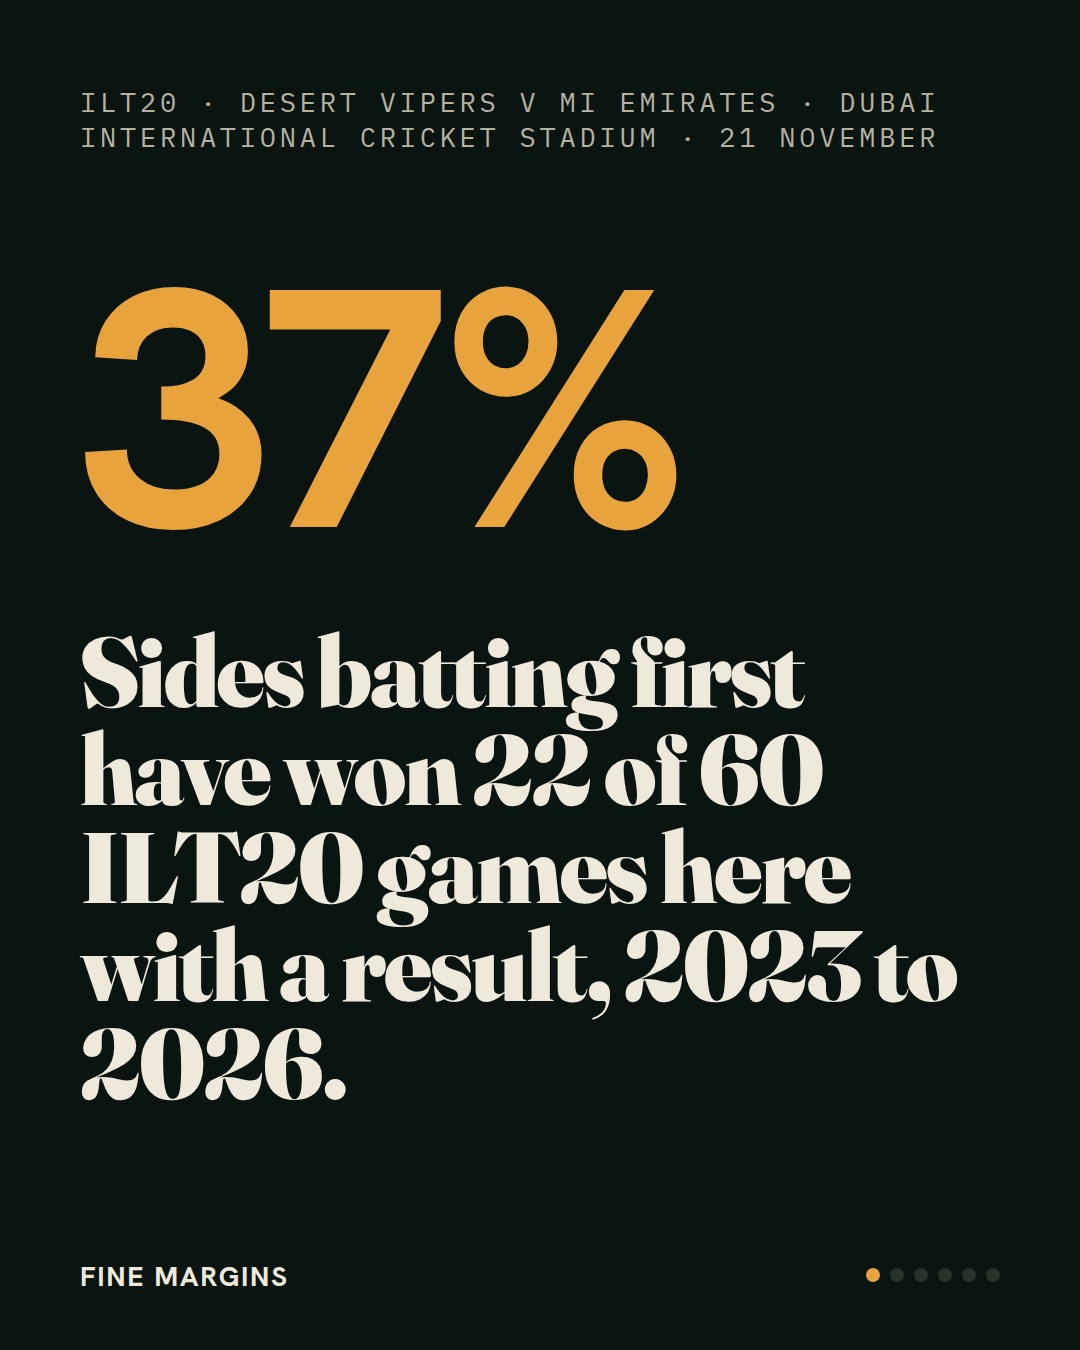 ILT20 · DESERT VIPERS V MI EMIRATES · DUBAI
INTERNATIONAL CRICKET STADIUM · 21 NOVEMBER
37%
Sides batting first
have won 22 of 60
ILT20 games here
with a result, 2023 to
2026.
FINE MARGINS